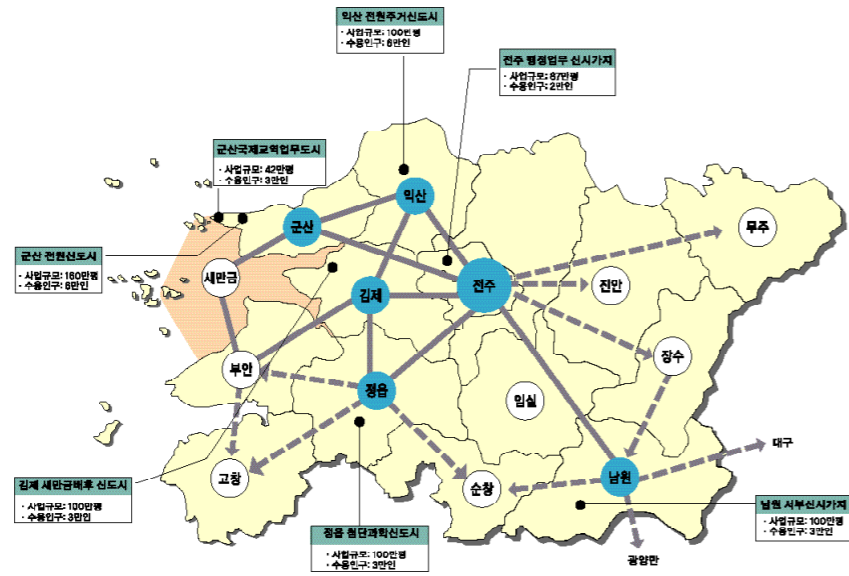 익산 전원주거신도시
· 사업규모: 100만평
· 수용인구: 6만인
전주 행정업무 신시가지
· 사업규모: 87만평
· 수용인구: 2만인
군산국제교역업무도시
· 사업규모: 42만평
· 수용인구: 3만인
익산
군산
무주
군산 전원신도시
· 사업규모: 160만평
· 수용인구: 6만인
새만금
김제
전주
진안
부안
장수
정읍
임실
대구
고창
순창
남원
김제 새만금배후 신도시
· 사업규모: 100만평
· 수용인구: 3만인
정읍 첨단과학신도시
· 사업규모: 100만평
· 수용인구: 3만인
남원 서부신시가지
· 사업규모: 100만평
· 수용인구: 3만인
광양만